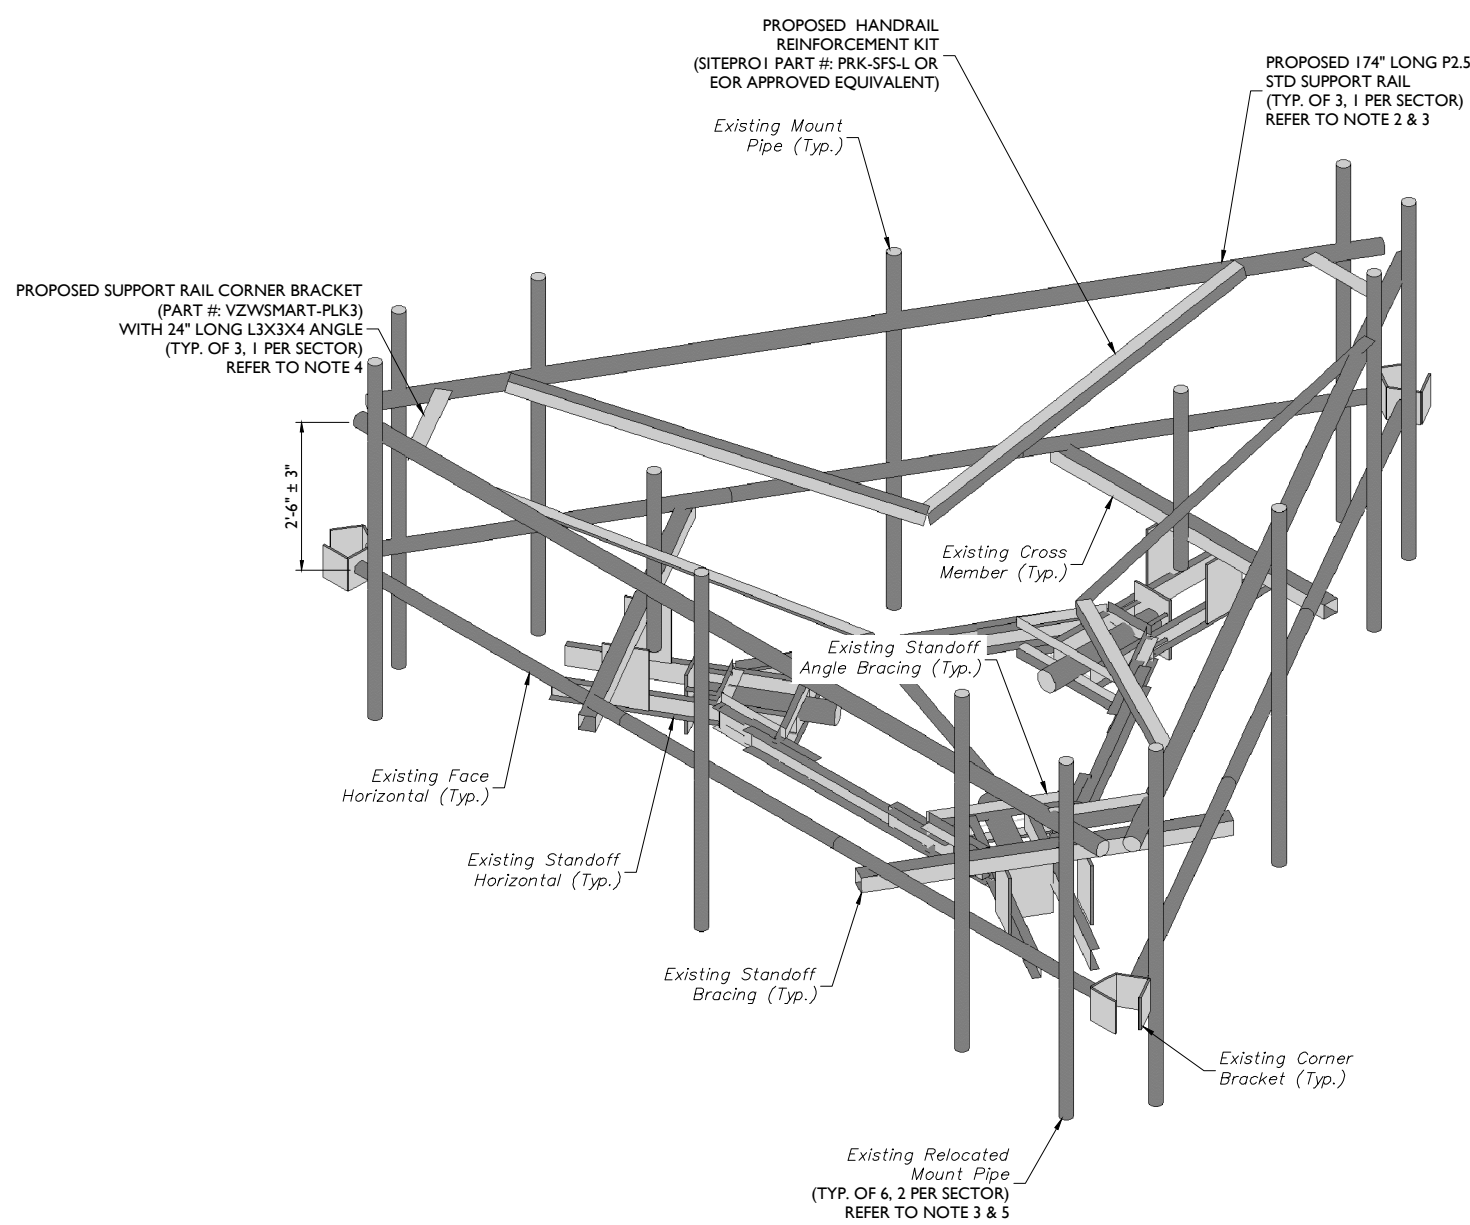 PROPOSED HANDRAIL
REINFORCEMENT KIT
(SITEPRO1 PART #: PRK-SFS-L OR
EOR APPROVED EQUIVALENT)
PROPOSED 174" LONG P2.5
STD SUPPORT RAIL
(TYP. OF 3, 1 PER SECTOR)
REFER TO NOTE 2 & 3
Existing Mount
Pipe (Typ.)
PROPOSED SUPPORT RAIL CORNER BRACKET
(PART #: VZWSMART-PLK3)
WITH 24" LONG L3X3X4 ANGLE
(TYP. OF 3, 1 PER SECTOR)
REFER TO NOTE 4
2'-6" ± 3"
Existing Cross
Member (Typ.)
Existing Standoff
Angle Bracing (Typ.)
Existing Face
Horizontal (Typ.)
Existing Standoff
Horizontal (Typ.)
Existing Standoff
Bracing (Typ.)
Existing Corner
Bracket (Typ.)
Existing Relocated
Mount Pipe
(TYP. OF 6, 2 PER SECTOR)
REFER TO NOTE 3 & 5